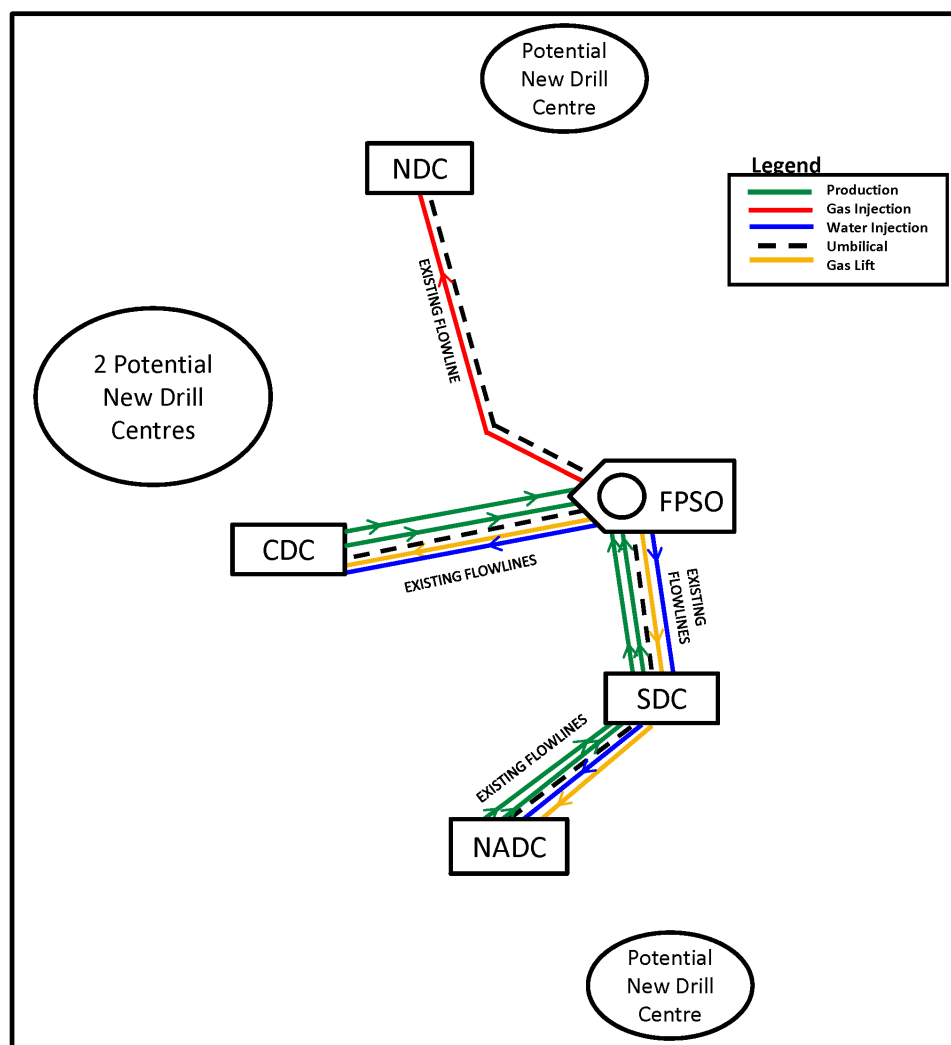 Potential
New Drill
Centre
NDC
Legend
Production
Gas Injection
Water Injection
Umbilical
Gas Lift
EXISTING FLOWLINE
2 Potential
New Drill
Centres
FPSO
CDC
EXISTING FLOWLINES
EXISTING
FLOWLINES
SDC
EXISTING FLOWLINES
NADC
Potential
New Drill
Centre